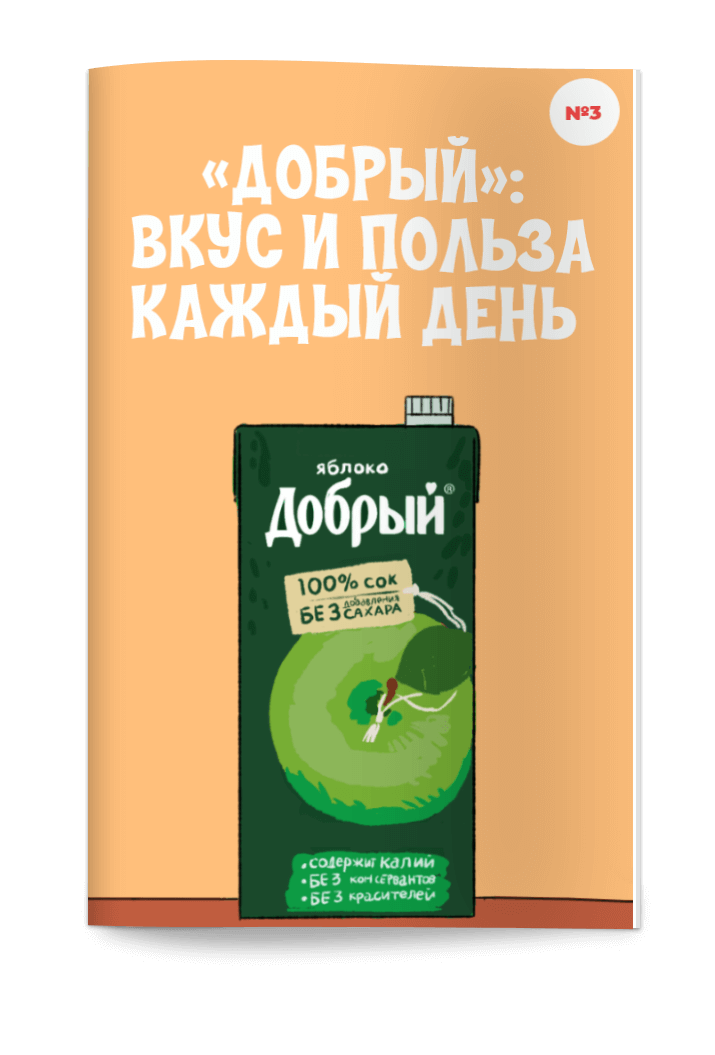 №3
«ДОБРЫЙ»:
ВКУС И ПОЛЬЗА
КАЖДЫЙ ДЕНЬ
яблоко
Добрый®
100% сок
БЕЗ добавления САХАРА
• содержит калий
• БЕЗ консервантов
• БЕЗ красителей